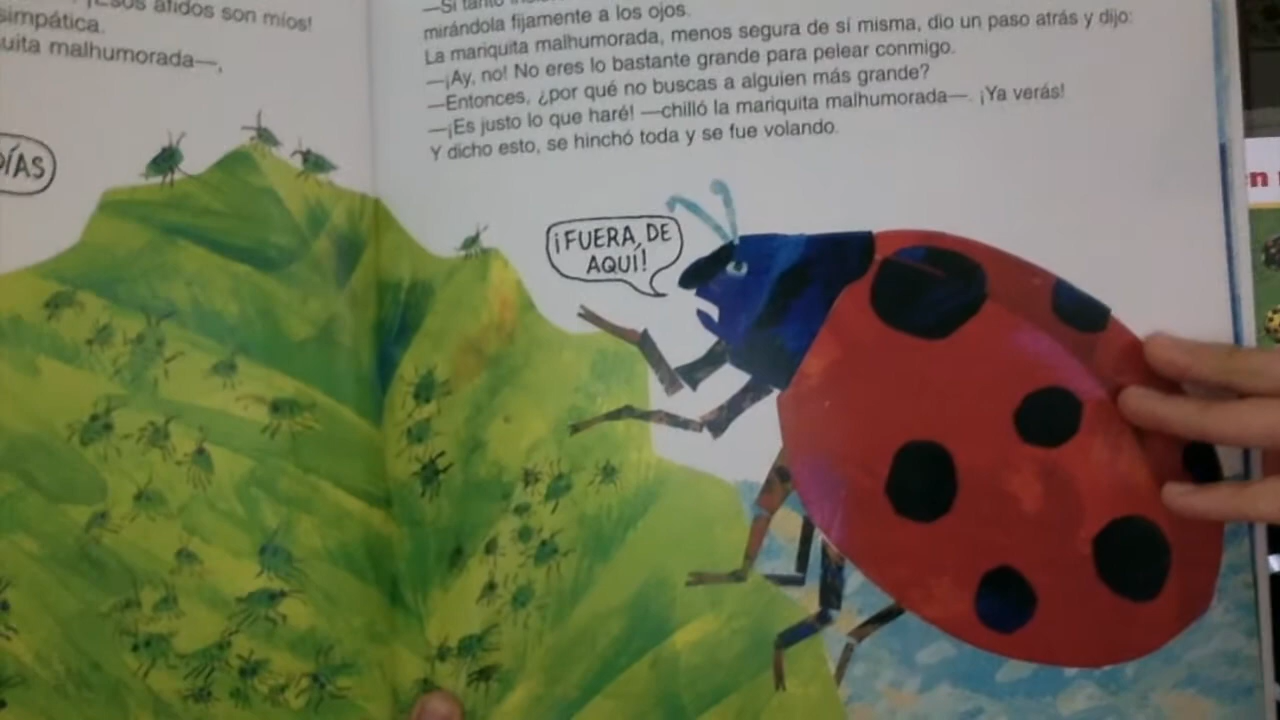 ¡Esos áfidos son míos!
simpática.
malhumorada—,
DÍAS
—Si tanto
mirándola fijamente a los ojos.
La mariquita malhumorada, menos segura de sí misma, dio un paso atrás y dijo:
—¡Ay, no! No eres lo bastante grande para pelear conmigo.
—Entonces, ¿por qué no buscas a alguien más grande?
—¡Es justo lo que haré! —chilló la mariquita malhumorada—. ¡Ya verás!
Y dicho esto, se hinchó toda y se fue volando.
¡FUERA DE
AQUÍ!